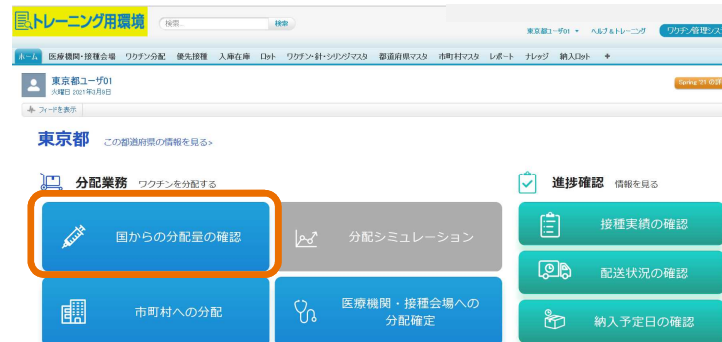 トレーニング用環境
検索...
検索
東京都ユーザ01 ヘルプ&トレーニング
ワクチン管理シス
ホーム 医療機関・接種会場 ワクチン分配 優先接種 入庫在庫 ロット ワクチン・針・シリンジマスタ 都道府県マスタ 市町村マスタ レポート ナレッジ 納入ロット +
東京都ユーザ01
火曜日 2021年3月9日
Spring '21 の詳
フィードを表示
東京都 この都道府県の情報を見る>
分配業務 ワクチンを分配する
進捗確認 情報を見る
国からの分配量の確認
分配シミュレーション
接種実績の確認
配送状況の確認
市町村への分配
医療機関・接種会場への
分配確定
納入予定日の確認